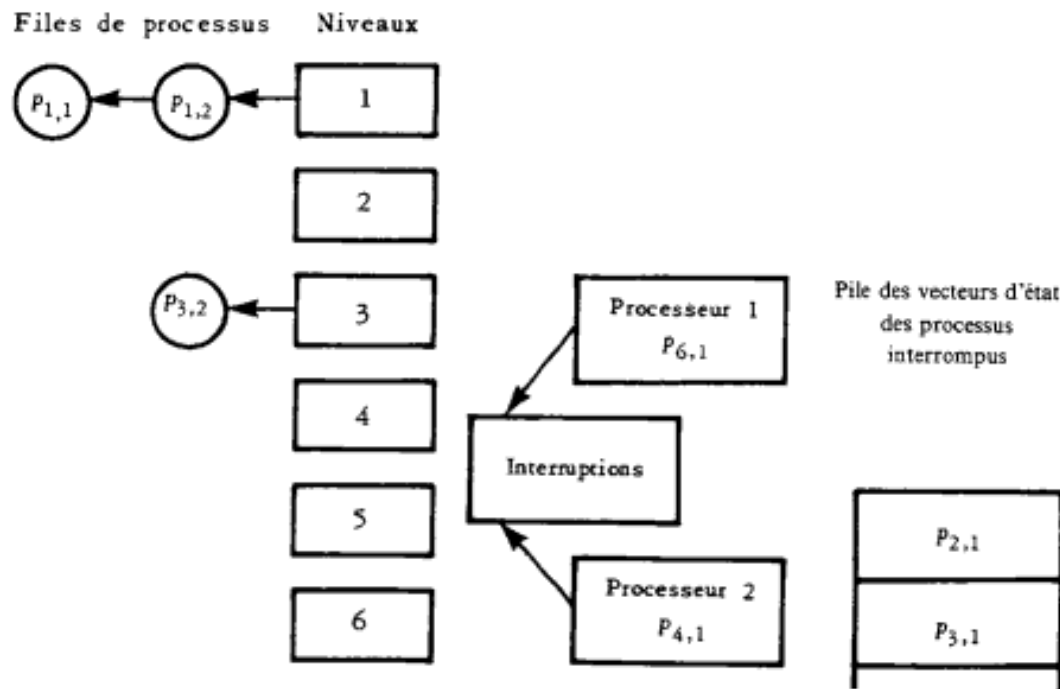 Files de processus Niveaux
p1,1 p1,2 1
2
p3,2 3
4
5
6
Processeur 1
p6,1
Interruptions
Processeur 2
p4,1
Pile des vecteurs d'état
des processus
interrompus
p2,1
p3,1